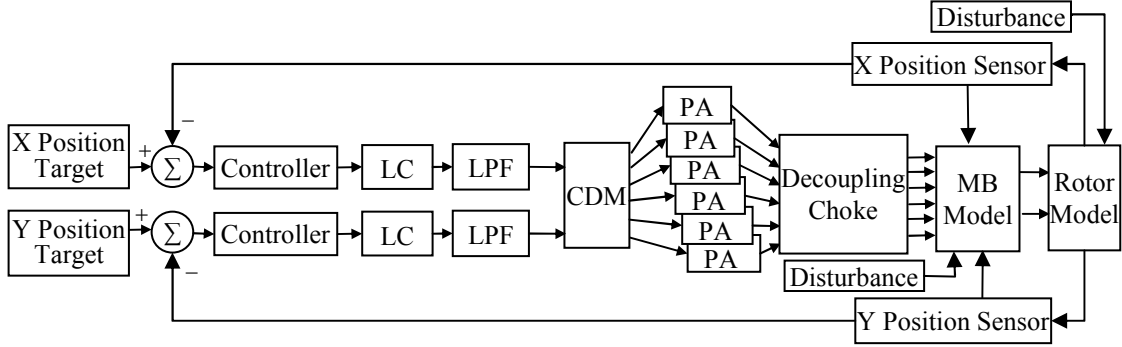 Disturbance
X Position Sensor
X Position
Target
+
−
Σ
Controller
LC
LPF
CDM
PA
PA
PA
PA
PA
PA
Decoupling
Choke
MB
Model
Rotor
Model
Y Position
Target
+
−
Σ
Controller
LC
LPF
Disturbance
Y Position Sensor